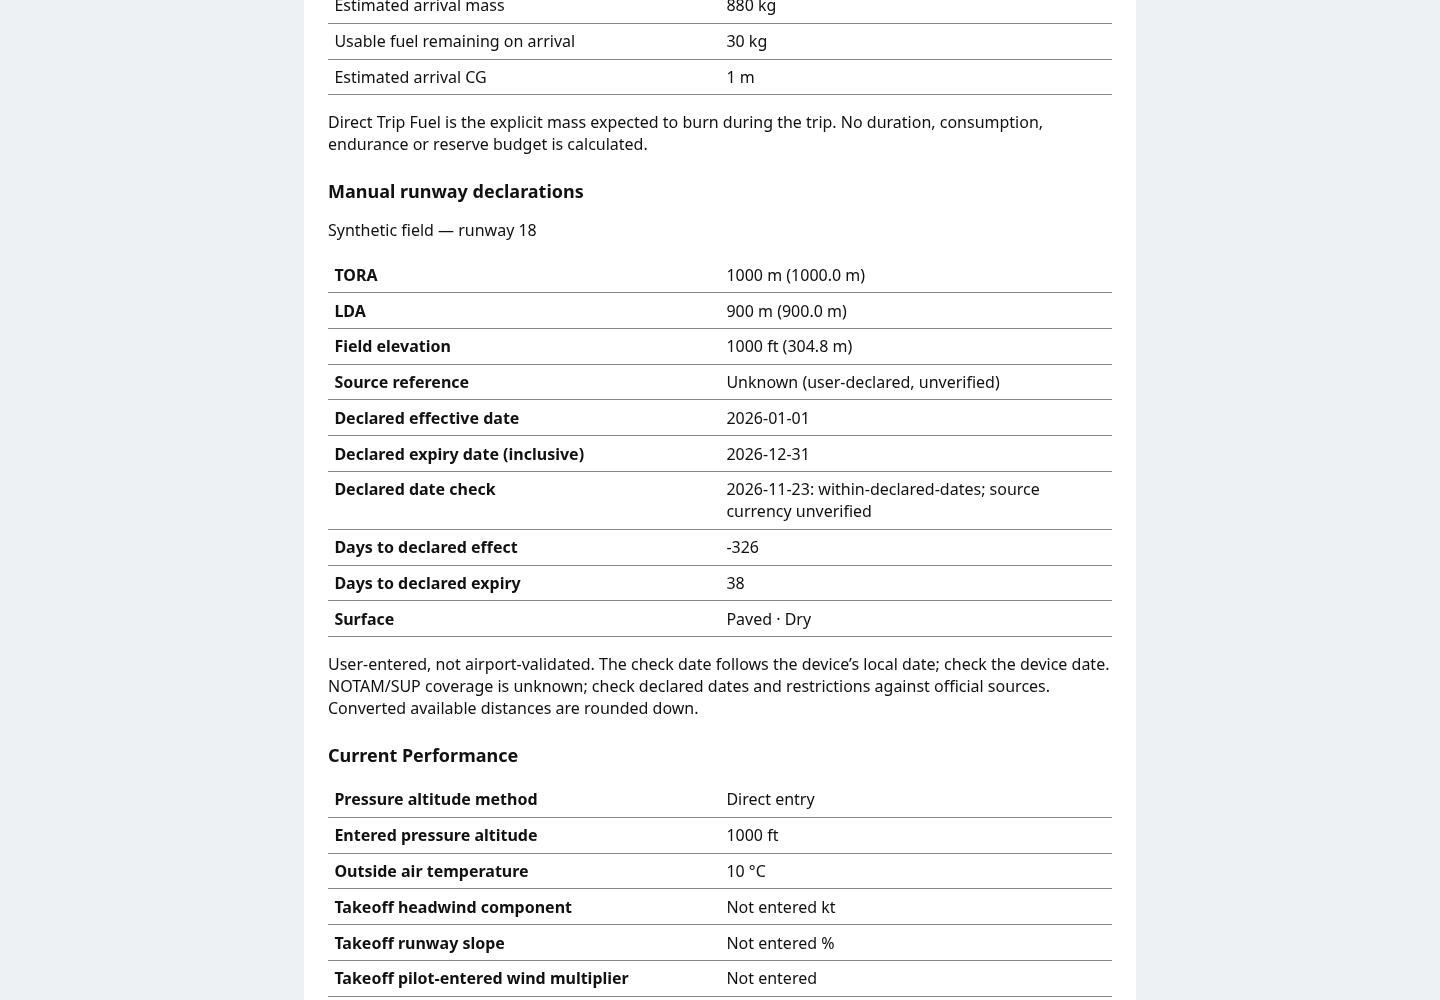 Estimated arrival mass 880 kg
Usable fuel remaining on arrival 30 kg
Estimated arrival CG 1 m
Direct Trip Fuel is the explicit mass expected to burn during the trip. No duration, consumption,
endurance or reserve budget is calculated.
Manual runway declarations
Synthetic field — runway 18
TORA 1000 m (1000.0 m)
LDA 900 m (900.0 m)
Field elevation 1000 ft (304.8 m)
Source reference Unknown (user-declared, unverified)
Declared effective date 2026-01-01
Declared expiry date (inclusive) 2026-12-31
Declared date check 2026-11-23: within-declared-dates; source
currency unverified
Days to declared effect -326
Days to declared expiry 38
Surface Paved · Dry
User-entered, not airport-validated. The check date follows the device’s local date; check the device date.
NOTAM/SUP coverage is unknown; check declared dates and restrictions against official sources.
Converted available distances are rounded down.
Current Performance
Pressure altitude method Direct entry
Entered pressure altitude 1000 ft
Outside air temperature 10 °C
Takeoff headwind component Not entered kt
Takeoff runway slope Not entered %
Takeoff pilot-entered wind multiplier Not entered